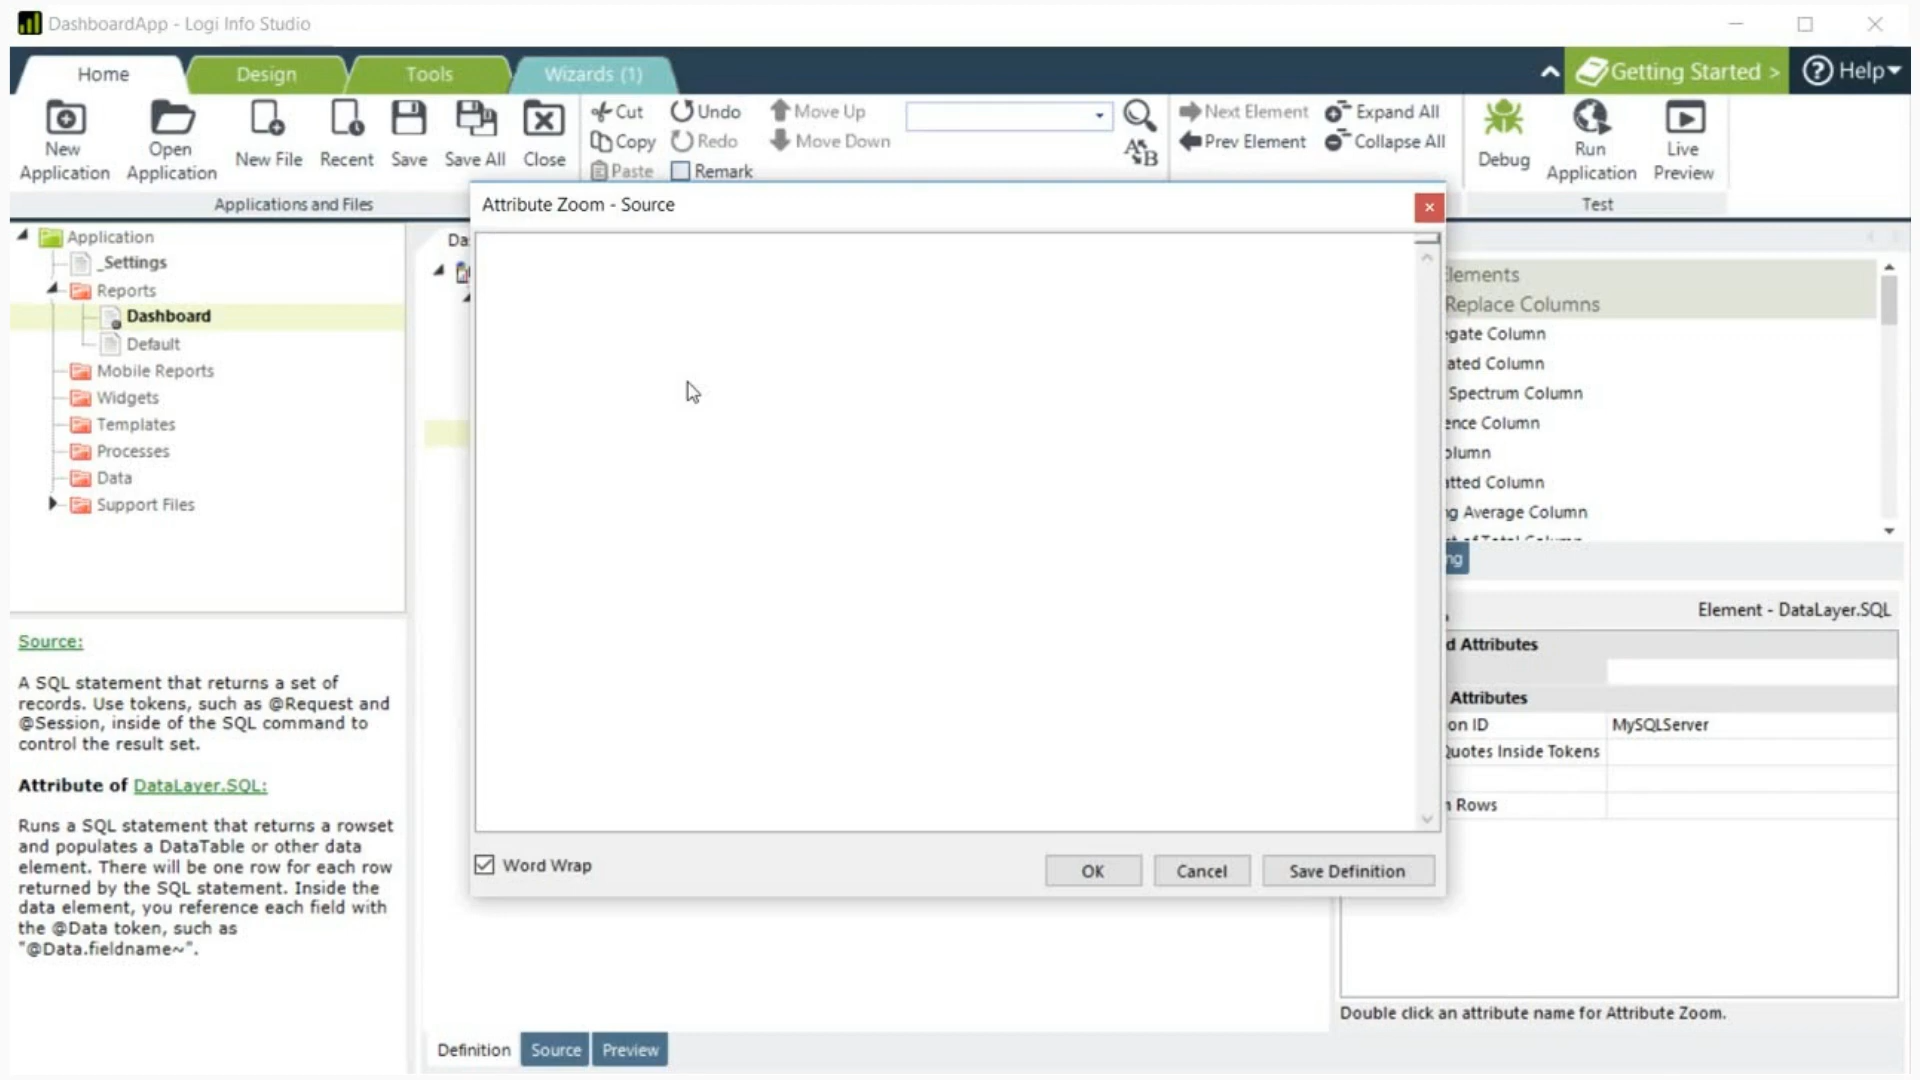 DashboardApp - Logi Info Studio
Home
Design
Tools
Wizards (1)
Getting Started >
Help
New Application
Open Application
New File
Recent
Save
Save All
Close
Cut
Copy
Paste
Undo
Redo
Remark
Move Up
Move Down
Next Element
Prev Element
Expand All
Collapse All
Debug
Run Application
Live Preview
Applications and Files
Test
Application
_Settings
Reports
Dashboard
Default
Mobile Reports
Widgets
Templates
Processes
Data
Support Files
Source:
A SQL statement that returns a set of
records. Use tokens, such as @Request and
@Session, inside of the SQL command to
control the result set.
Attribute of DataLayer.SQL:
Runs a SQL statement that returns a rowset
and populates a DataTable or other data
element. There will be one row for each row
returned by the SQL statement. Inside the
data element, you reference each field with
the @Data token, such as
"@Data.fieldname~".
Da
Attribute Zoom - Source
Word Wrap
OK
Cancel
Save Definition
Elements
Replace Columns
gate Column
ated Column
Spectrum Column
ence Column
olumn
atted Column
ng Average Column
ng
Element - DataLayer.SQL
d Attributes
Attributes
on ID
MySQLServer
Quotes Inside Tokens
Rows
Double click an attribute name for Attribute Zoom.
Definition
Source
Preview